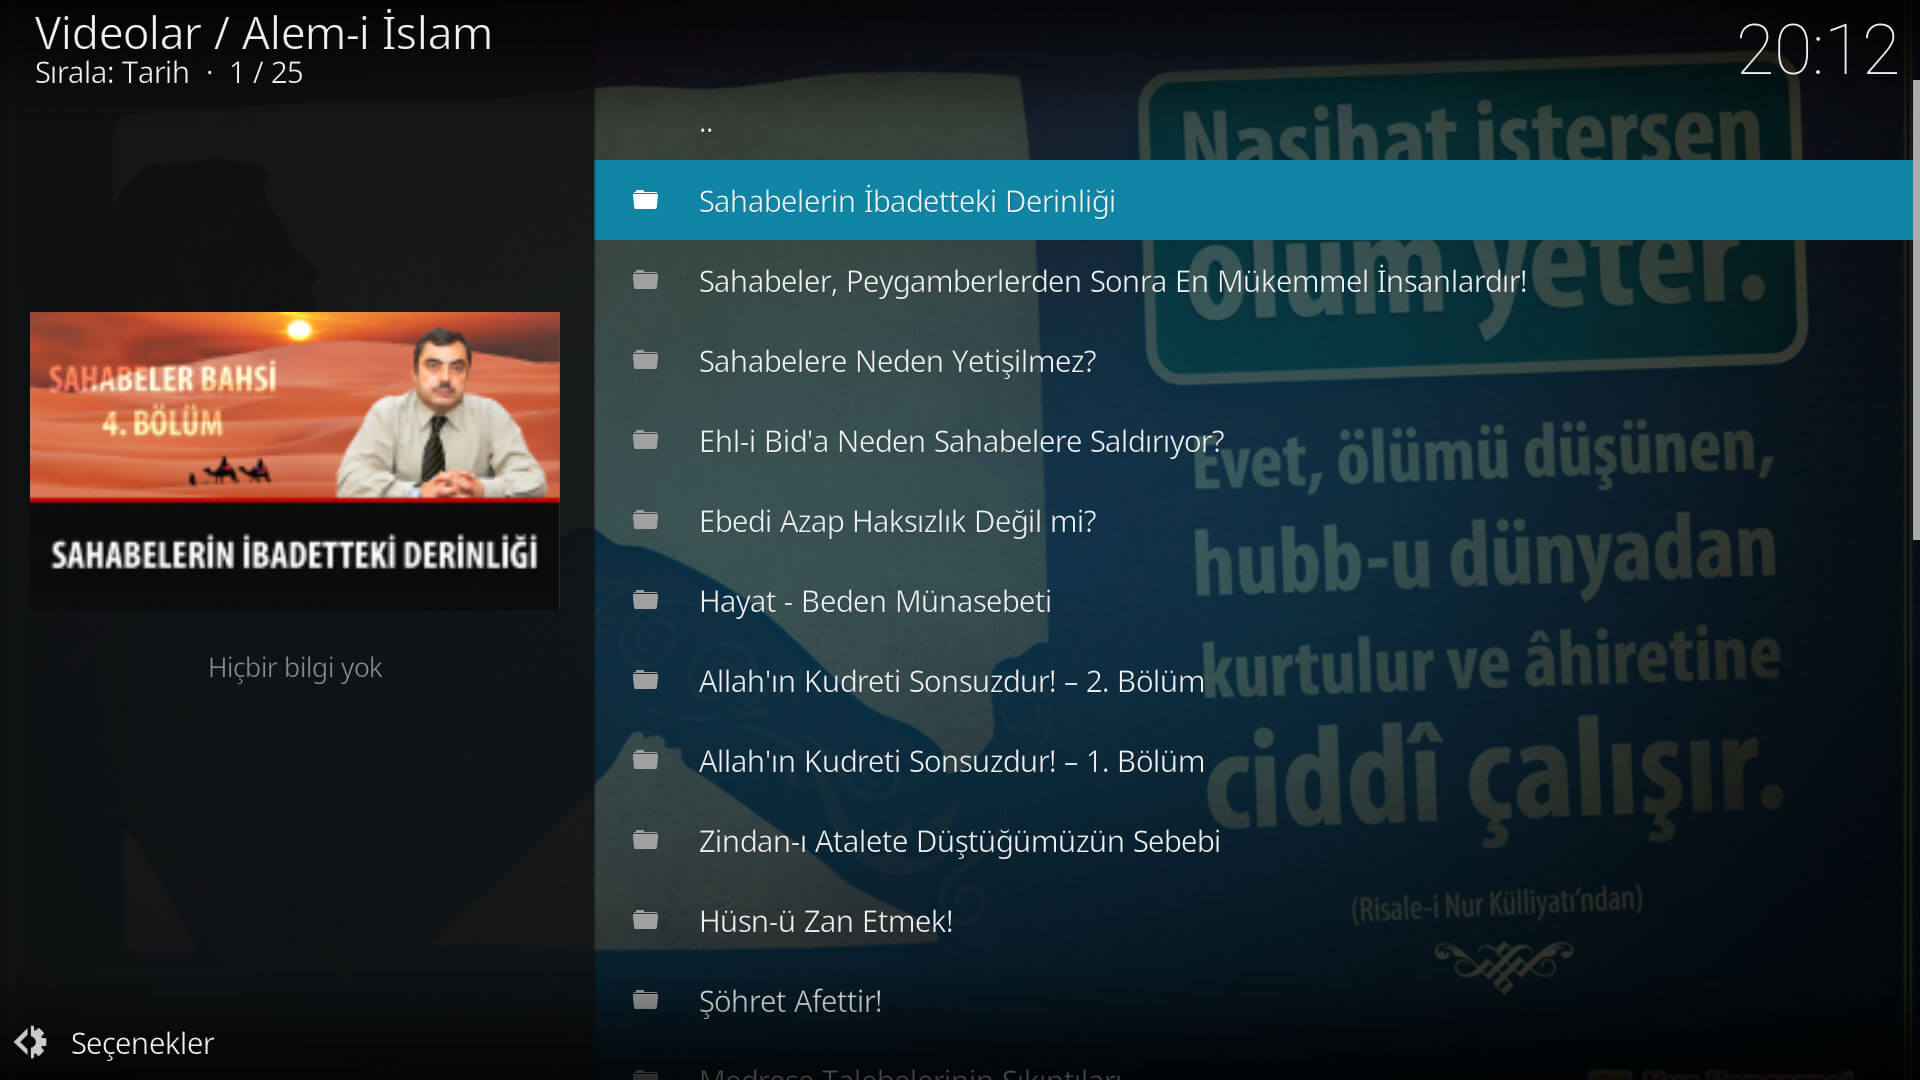 Videolar / Alem-i İslam
Sırala: Tarih · 1 / 25
20:12
..
Sahabelerin İbadetteki Derinliği
Sahabeler, Peygamberlerden Sonra En Mükemmel İnsanlardır!
Sahabelere Neden Yetişilmez?
Ehl-i Bid'a Neden Sahabelere Saldırıyor?
Ebedi Azap Haksızlık Değil mi?
Hayat - Beden Münasebeti
Allah'ın Kudreti Sonsuzdur! – 2. Bölüm
Allah'ın Kudreti Sonsuzdur! – 1. Bölüm
Zindan-ı Atalete Düştüğümüzün Sebebi
Hüsn-ü Zan Etmek!
Şöhret Afettir!
Medrese Talebelerinin Sıkıntıları
SAHABELER BAHSİ
4. BÖLÜM
SAHABELERİN İBADETTEKİ DERİNLİĞİ
Hiçbir bilgi yok
Seçenekler
Nasihat istersen
ölüm yeter.
Evet, ölümü düşünen,
hubb-u dünyadan
kurtulur ve âhiretine
ciddî çalışır.
(Risale-i Nur Külliyatı'ndan)